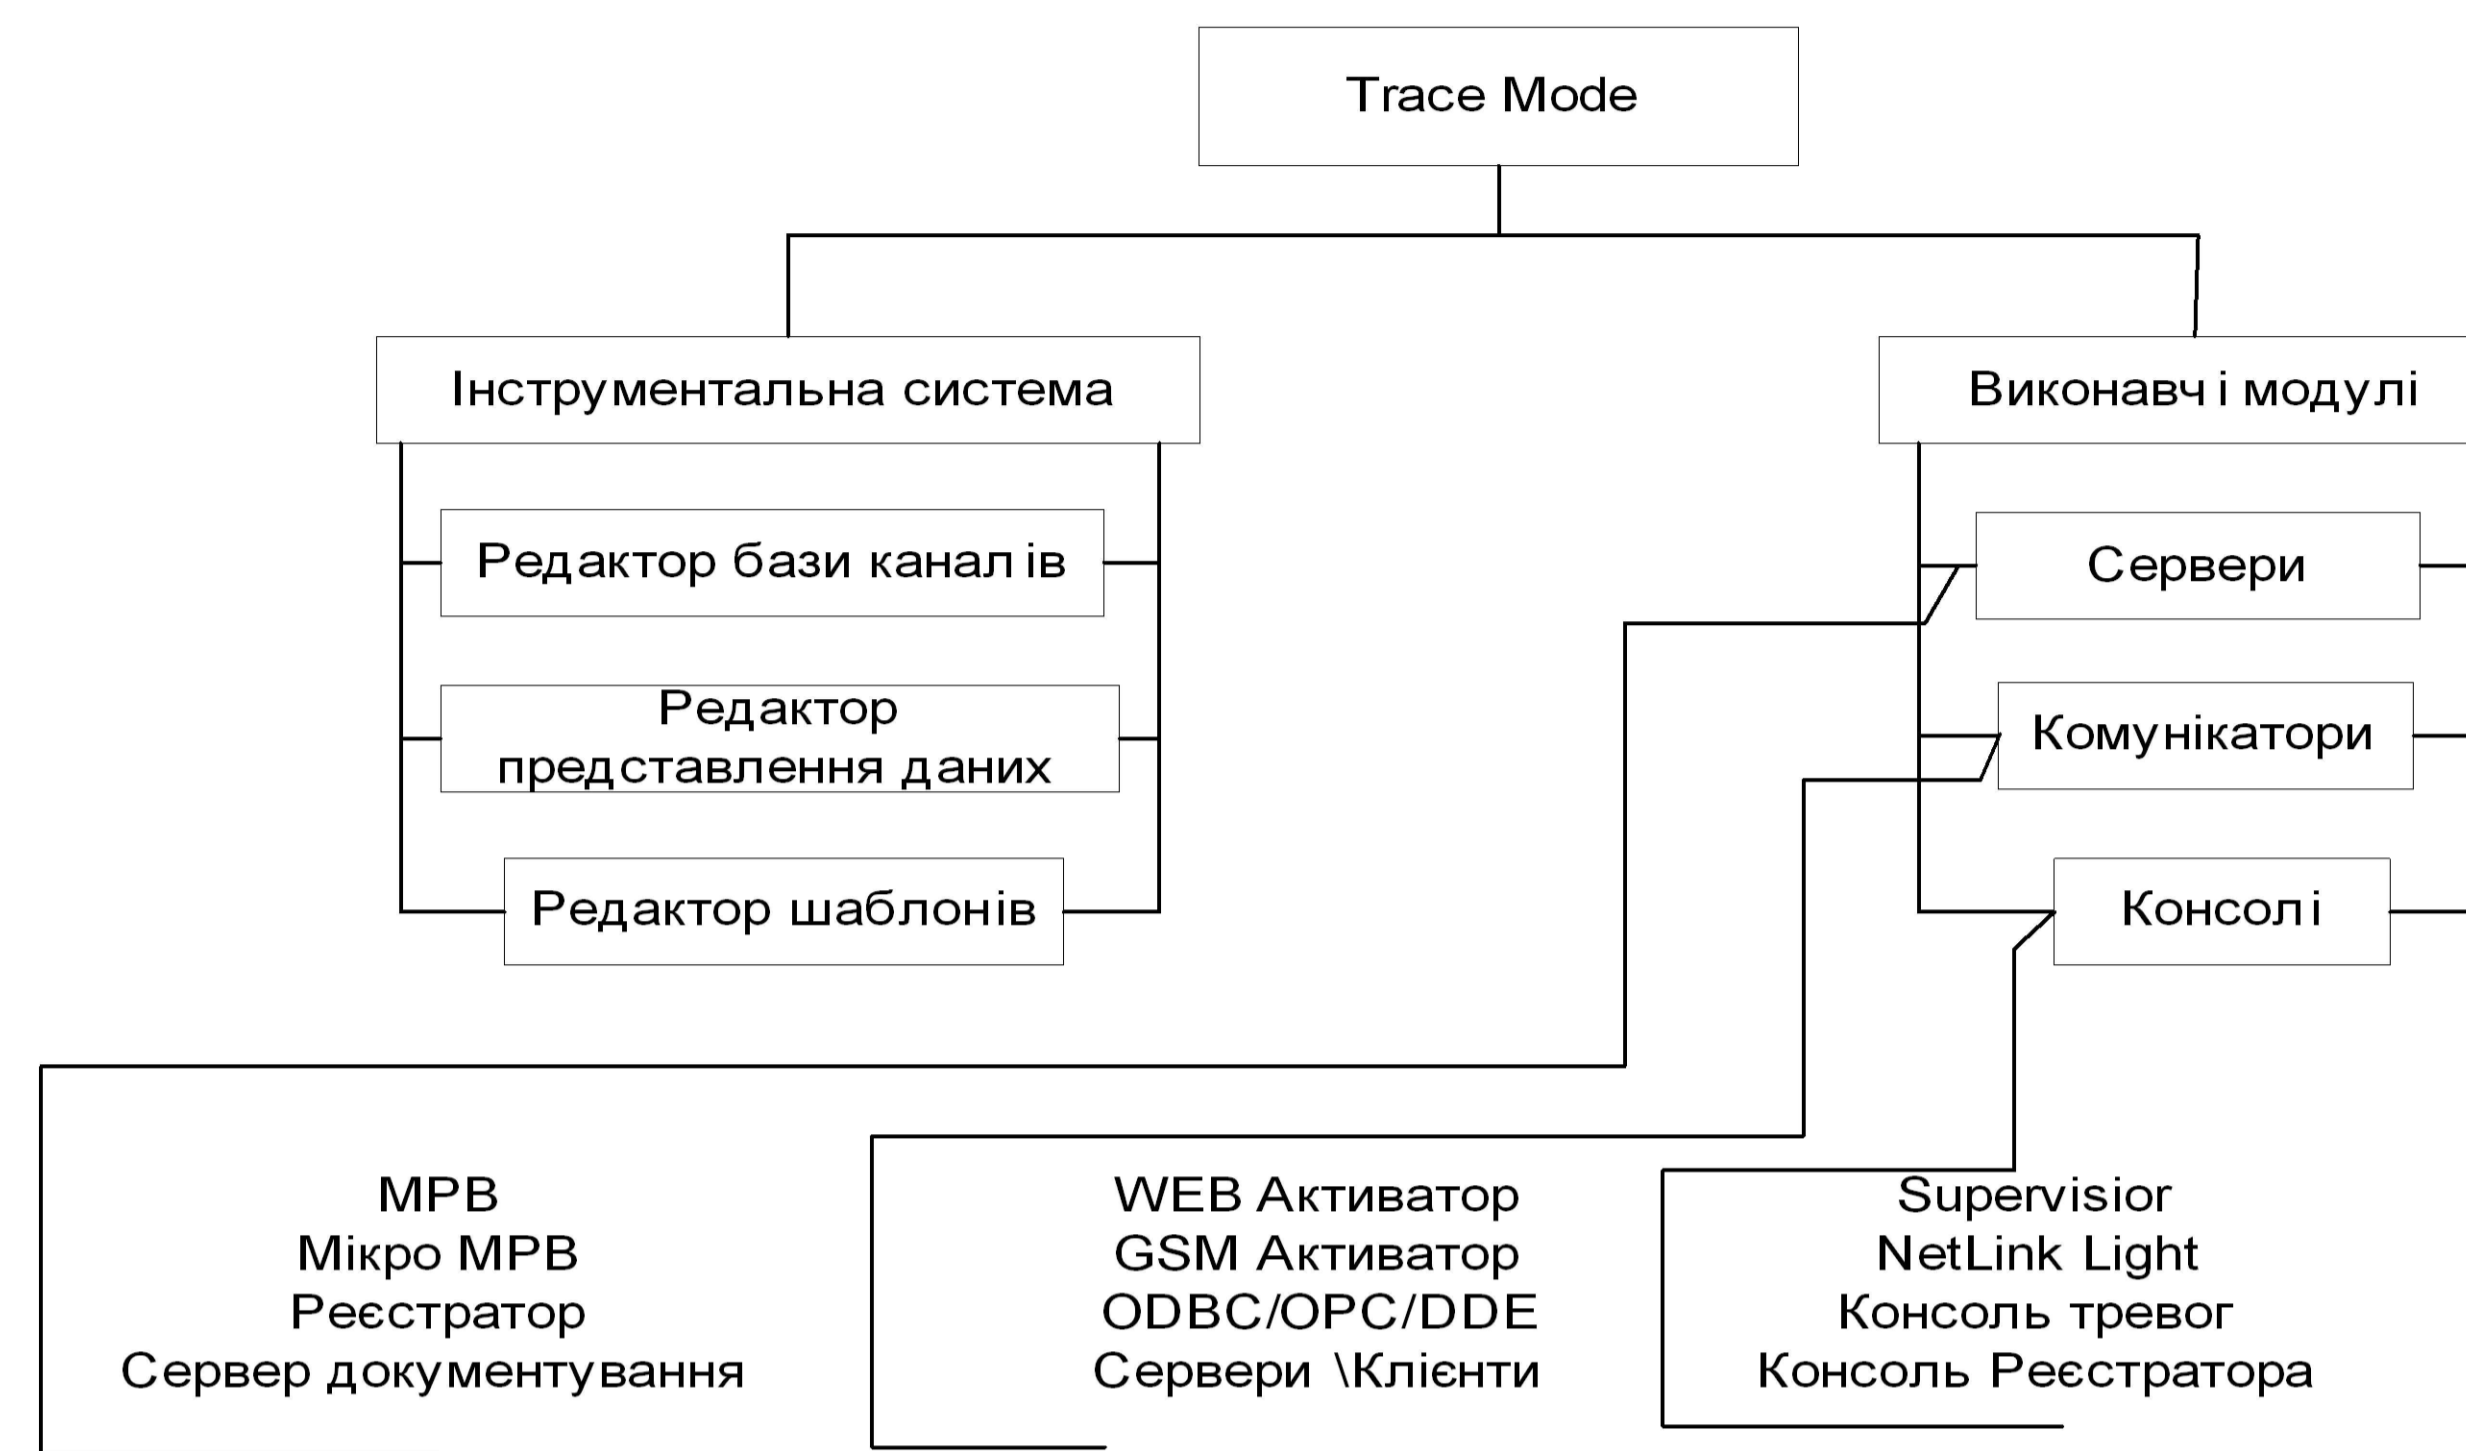 Trace Mode
Інструментальна система
Виконавчі модулі
Редактор бази каналів
Сервери
Редактор
представлення даних
Комунікатори
Редактор шаблонів
Консолі
МРВ
Мікро МРВ
Реєстратор
Сервер документування
WEB Активатор
GSM Активатор
ODBC/OPC/DDE
Сервери \Клієнти
Supervisior
NetLink Light
Консоль тревог
Консоль Реєстратора